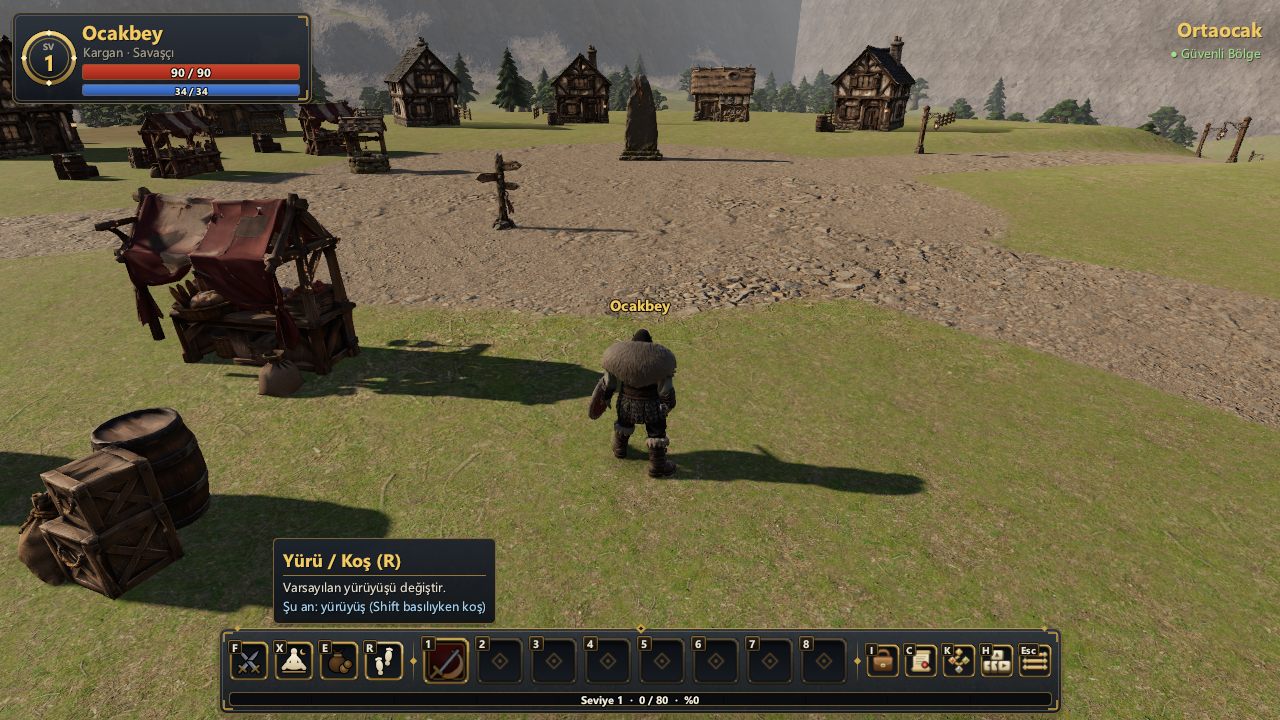 SV
1
Ocakbey
Kargan · Savaşçı
90 / 90
34 / 34
Ortaocak
• Güvenli Bölge
Ocakbey
Yürü / Koş (R)
Varsayılan yürüyüşü değiştir.
Şu an: yürüyüş (Shift basılıyken koş)
F X E R 1 2 3 4 5 6 7 8 I C K H Esc
Seviye 1 · 0 / 80 · %0